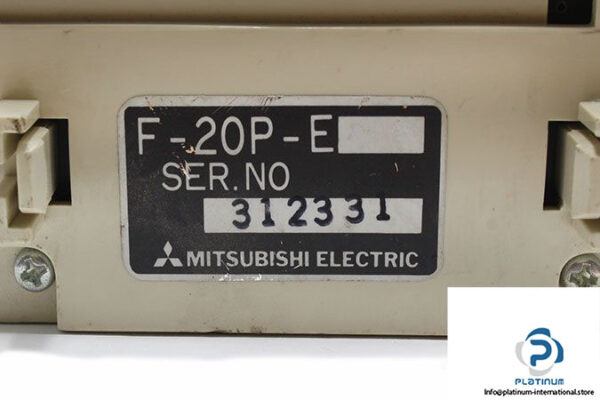 F-20P-E
SER.NO
312331
MITSUBISHI ELECTRIC
PLATINUM
Info@platinum-international.store